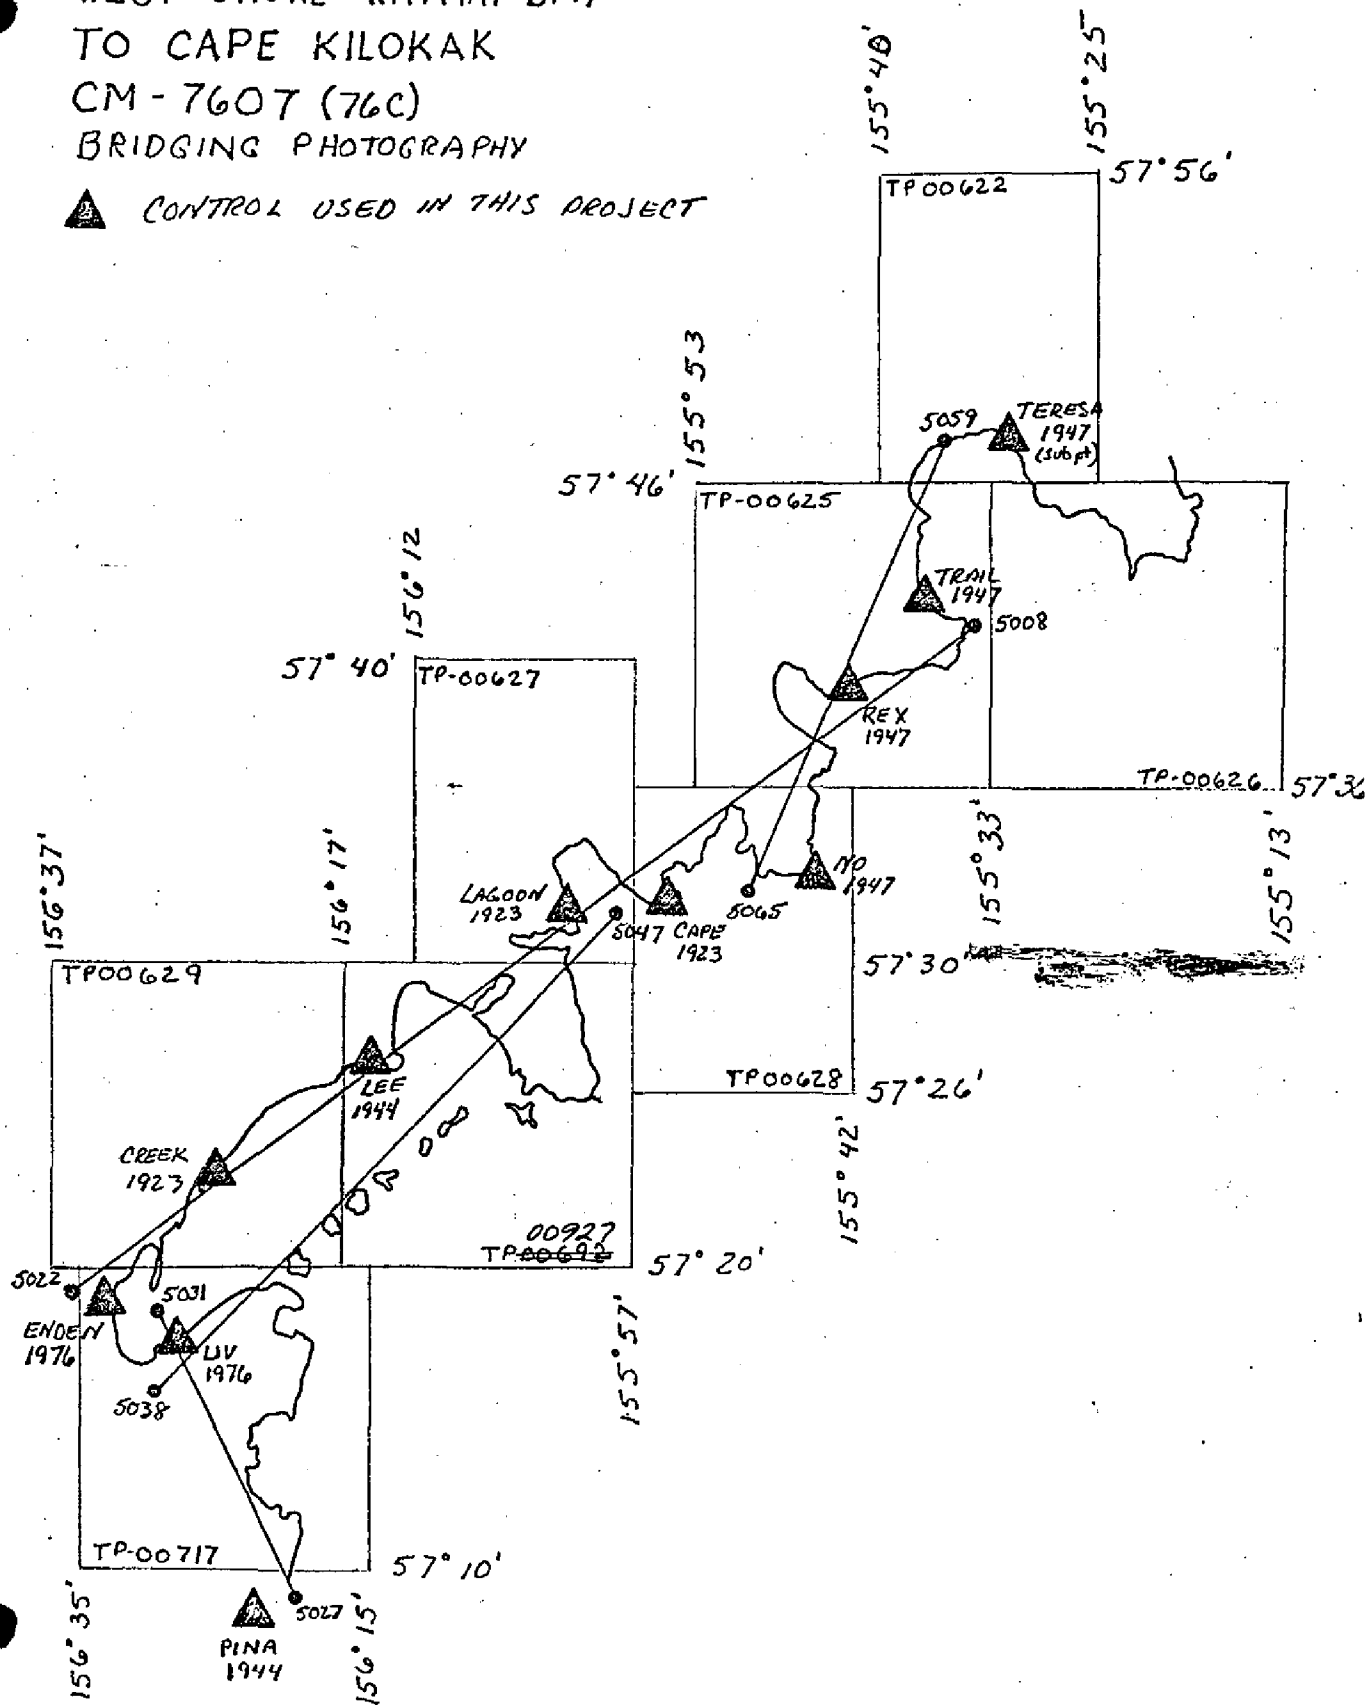 TO CAPE KILOKAK
CM-7607 (76C)
BRIDGING PHOTOGRAPHY
CONTROL USED IN THIS PROJECT
155° 40'
155° 25'
57° 56'
TP00622
155° 53
5059
TERESA
1947
(sub pt)
57° 46'
TP-00625
156° 12
TRAIL
1947
5008
57° 40'
TP-00627
REX
1947
TP-00626
57° 36
156° 37'
156° 17'
155° 33'
155° 13'
LAGOON
1923
5047
CAPE
1923
5065
NO
1947
TP00629
57° 30'
LEE
1944
TP00628
57° 26'
CREEK
1923
155° 42'
00927
TP00692
57° 20'
5022
5031
ENDEN
1976
LIV
1976
5038
155° 57'
TP-00717
57° 10'
156° 35'
5027
156° 15'
PINA
1944